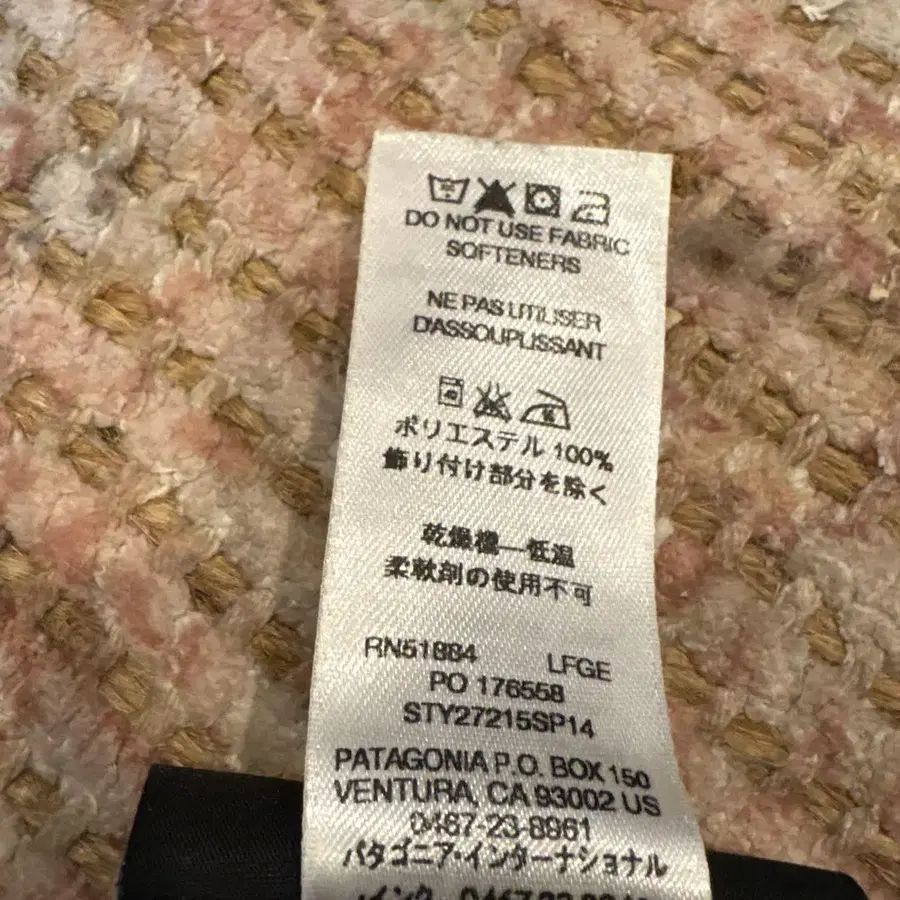 DO NOT USE FABRIC
SOFTENERS
NE PAS UTILISER
D'ASSOUPLISSANT
ポリエステル 100%
飾り付け部分を除く
乾燥機―低温
柔軟剤の使用不可
RN51884 LFGE
PO 176558
STY27215SP14
PATAGONIA P.O. BOX 150
VENTURA, CA 93002 US
0467-23-8961
パタゴニア・インターナショナル
インク